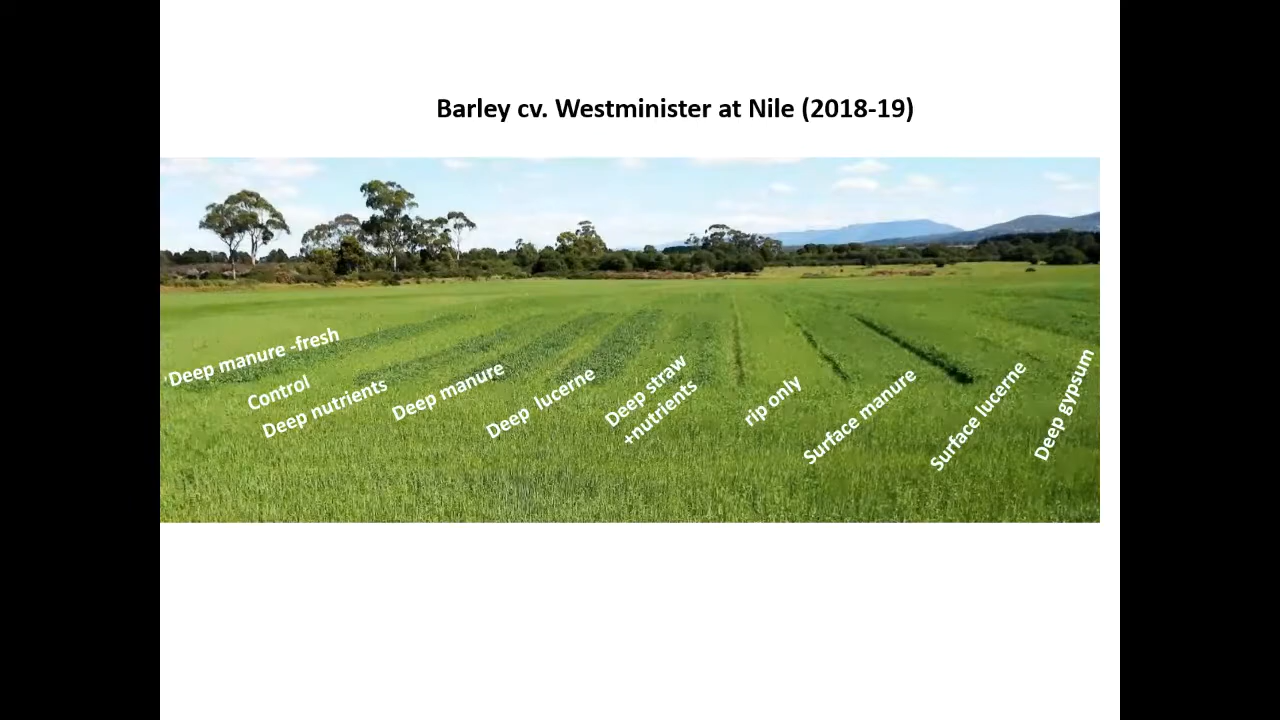 Barley cv. Westminister at Nile (2018-19)
Deep manure -fresh
Control
Deep nutrients
Deep manure
Deep lucerne
Deep straw
+nutrients
rip only
Surface manure
Surface lucerne
Deep gypsum